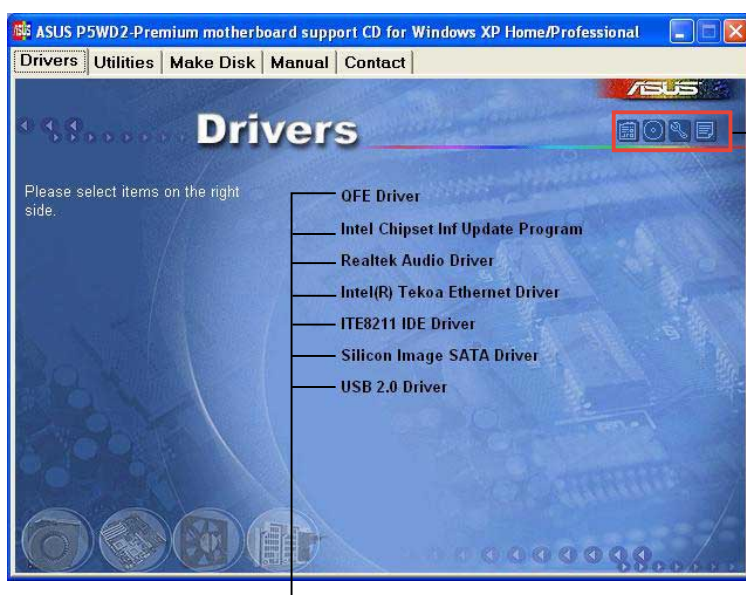 ASUS P5WD2-Premium motherboard support CD for Windows XP Home/Professional
Drivers Utilities Make Disk Manual Contact
ASUS
Drivers
Please select items on the right
side.
QFE Driver
Intel Chipset Inf Update Program
Realtek Audio Driver
Intel(R) Tekoa Ethernet Driver
ITE8211 IDE Driver
Silicon Image SATA Driver
USB 2.0 Driver